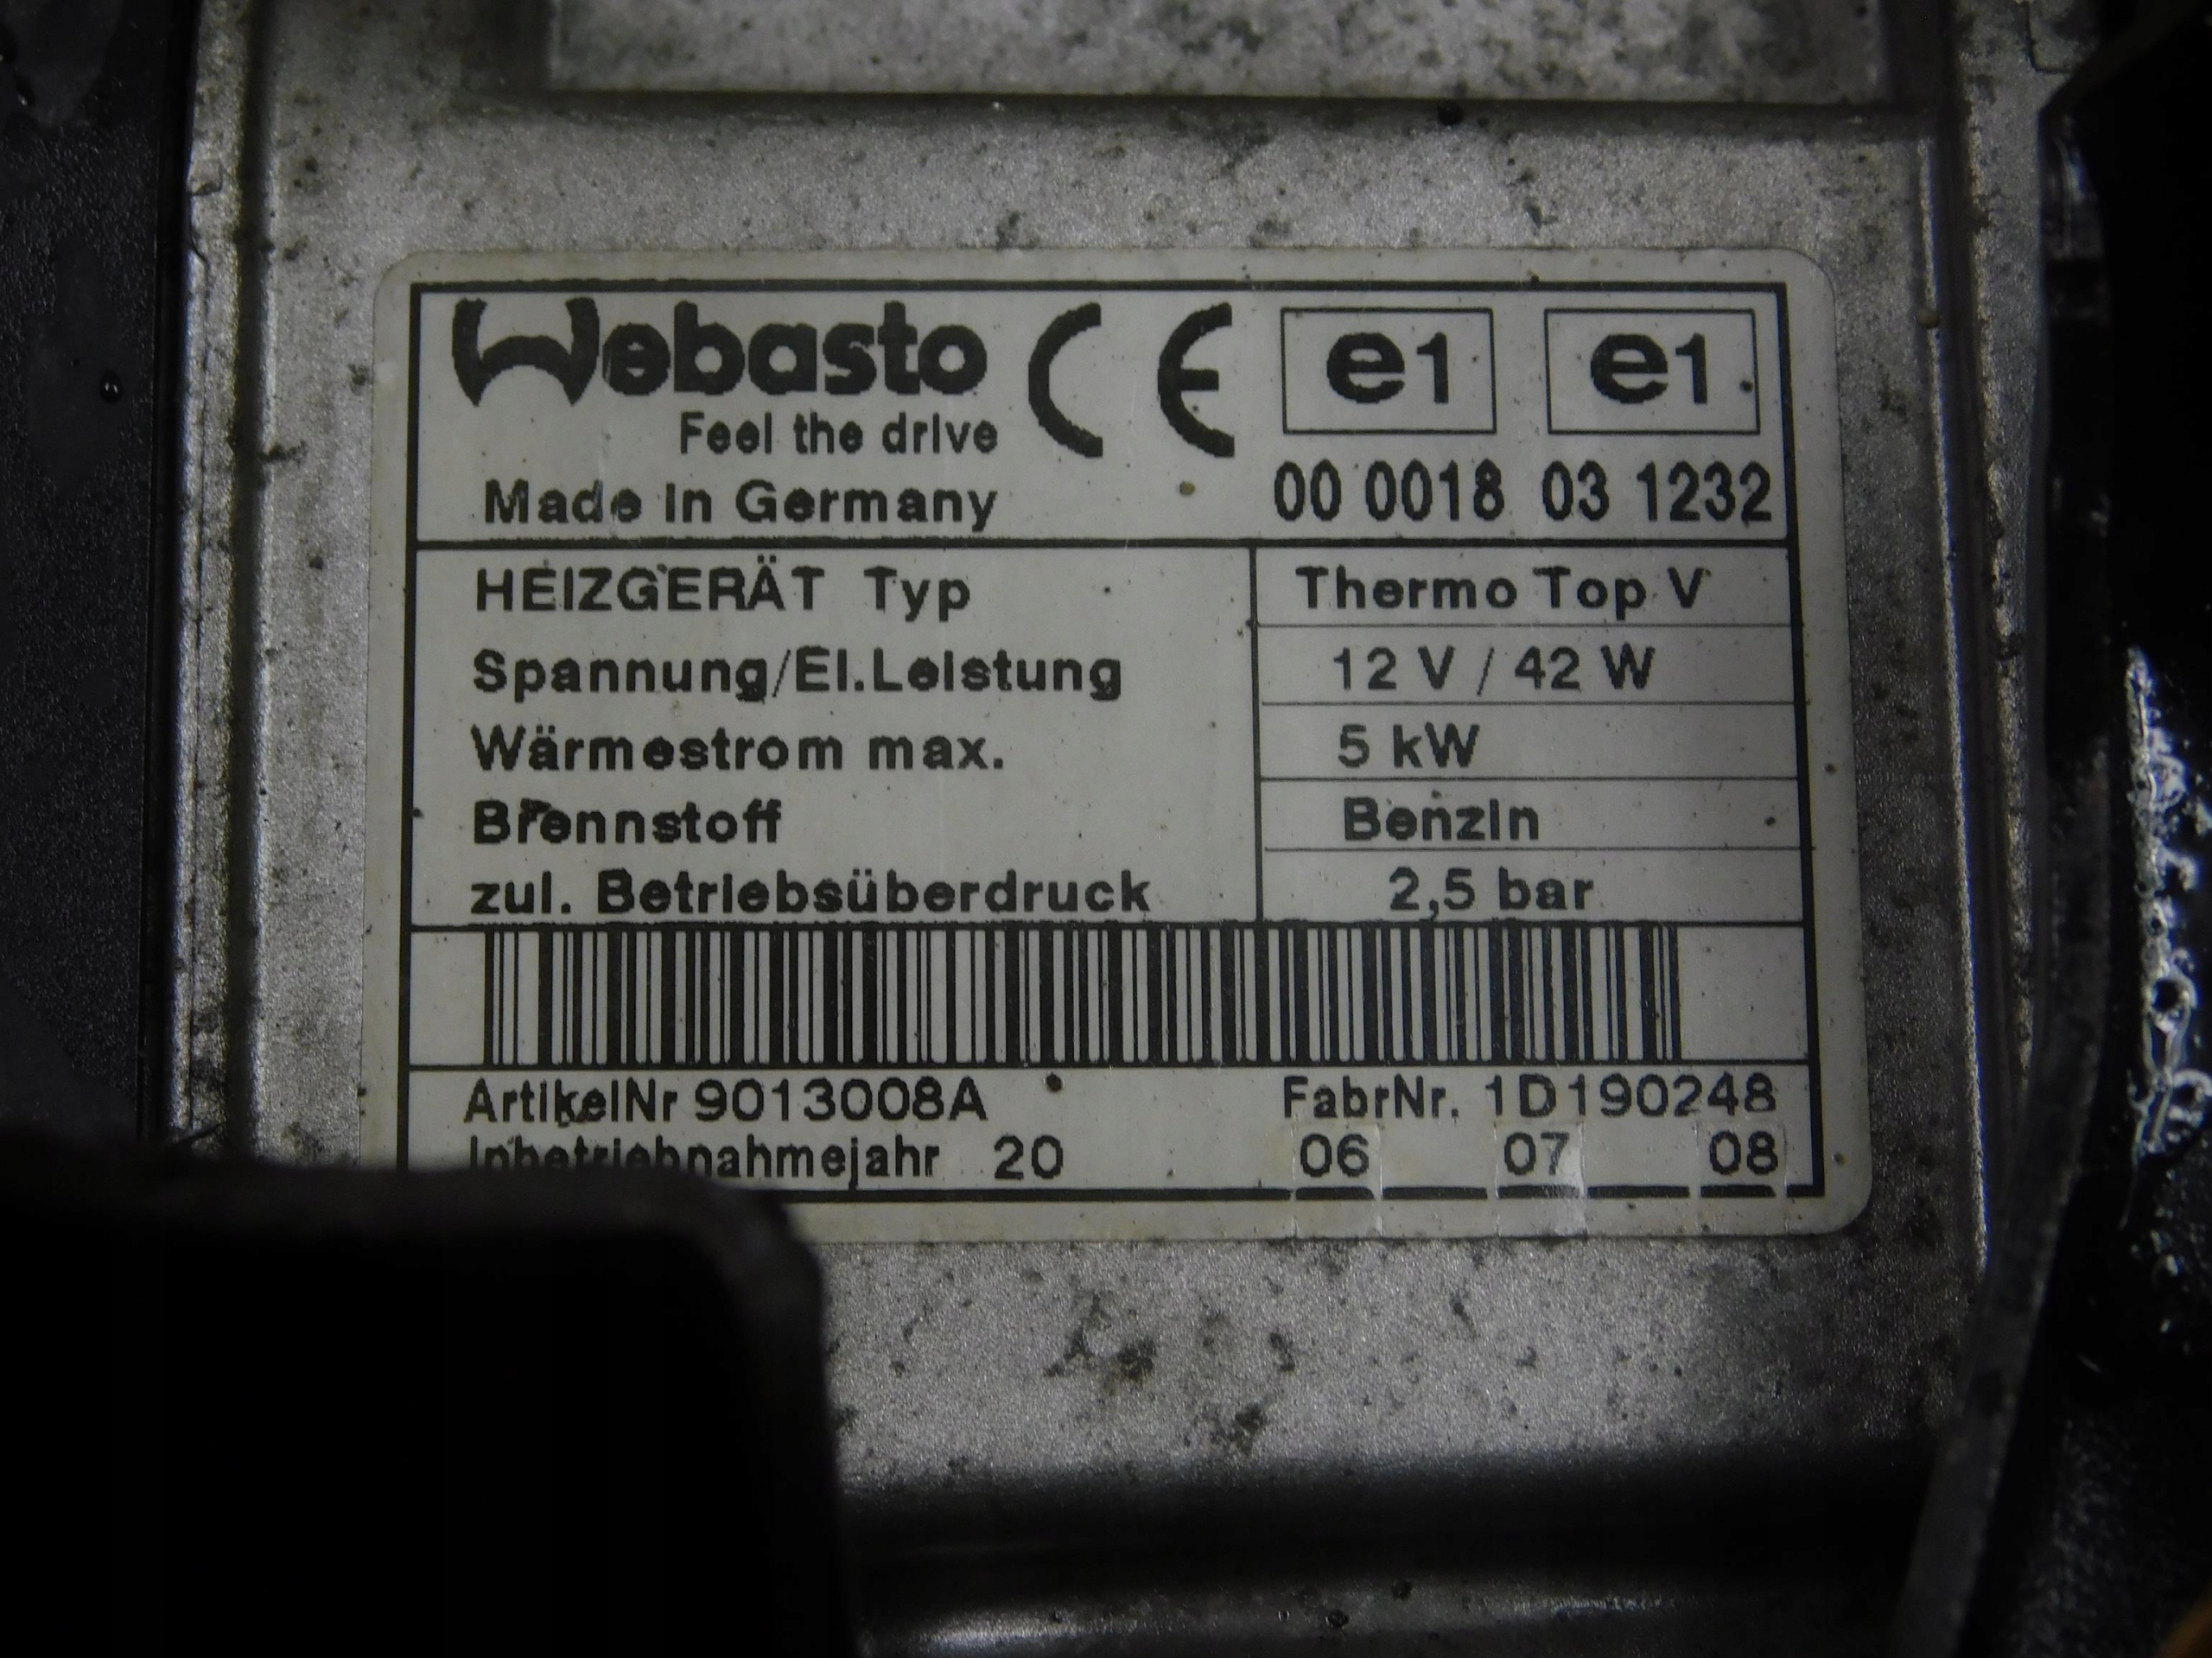 Webasto CE e1 e1
Feel the drive
Made in Germany 00 0018 03 1232
HEIZGERÄT Typ Thermo Top V
Spannung/El.Leistung 12 V / 42 W
Wärmestrom max. 5 kW
Brennstoff Benzin
zul. Betriebsüberdruck 2,5 bar
ArtikelNr 9013008A FabrNr. 1D190248
Inbetriebnahmejahr 20 06 07 08